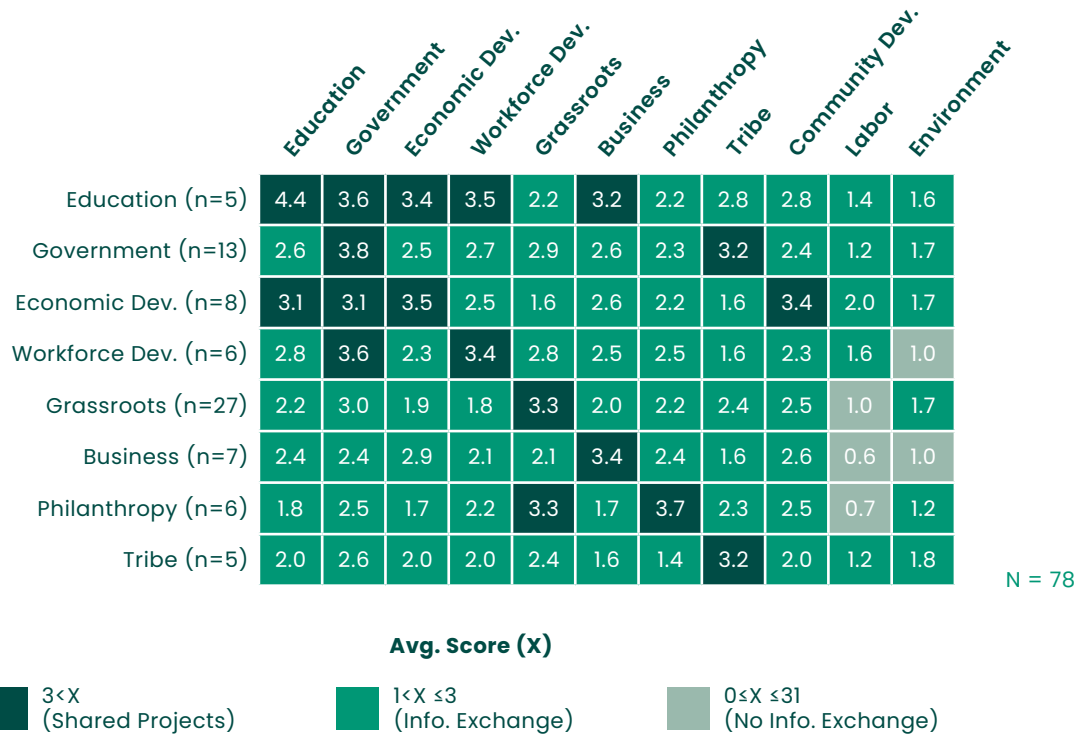 Education
Government
Economic Dev.
Workforce Dev.
Grassroots
Business
Philanthropy
Tribe
Community Dev.
Labor
Environment
Education (n=5) 4.4 3.6 3.4 3.5 2.2 3.2 2.2 2.8 2.8 1.4 1.6
Government (n=13) 2.6 3.8 2.5 2.7 2.9 2.6 2.3 3.2 2.4 1.2 1.7
Economic Dev. (n=8) 3.1 3.1 3.5 2.5 1.6 2.6 2.2 1.6 3.4 2.0 1.7
Workforce Dev. (n=6) 2.8 3.6 2.3 3.4 2.8 2.5 2.5 1.6 2.3 1.6 1.0
Grassroots (n=27) 2.2 3.0 1.9 1.8 3.3 2.0 2.2 2.4 2.5 1.0 1.7
Business (n=7) 2.4 2.4 2.9 2.1 2.1 3.4 2.4 1.6 2.6 0.6 1.0
Philanthropy (n=6) 1.8 2.5 1.7 2.2 3.3 1.7 3.7 2.3 2.5 0.7 1.2
Tribe (n=5) 2.0 2.6 2.0 2.0 2.4 1.6 1.4 3.2 2.0 1.2 1.8
N = 78
Avg. Score (X)
3<X
(Shared Projects)
1<X ≤3
(Info. Exchange)
0≤X ≤31
(No Info. Exchange)